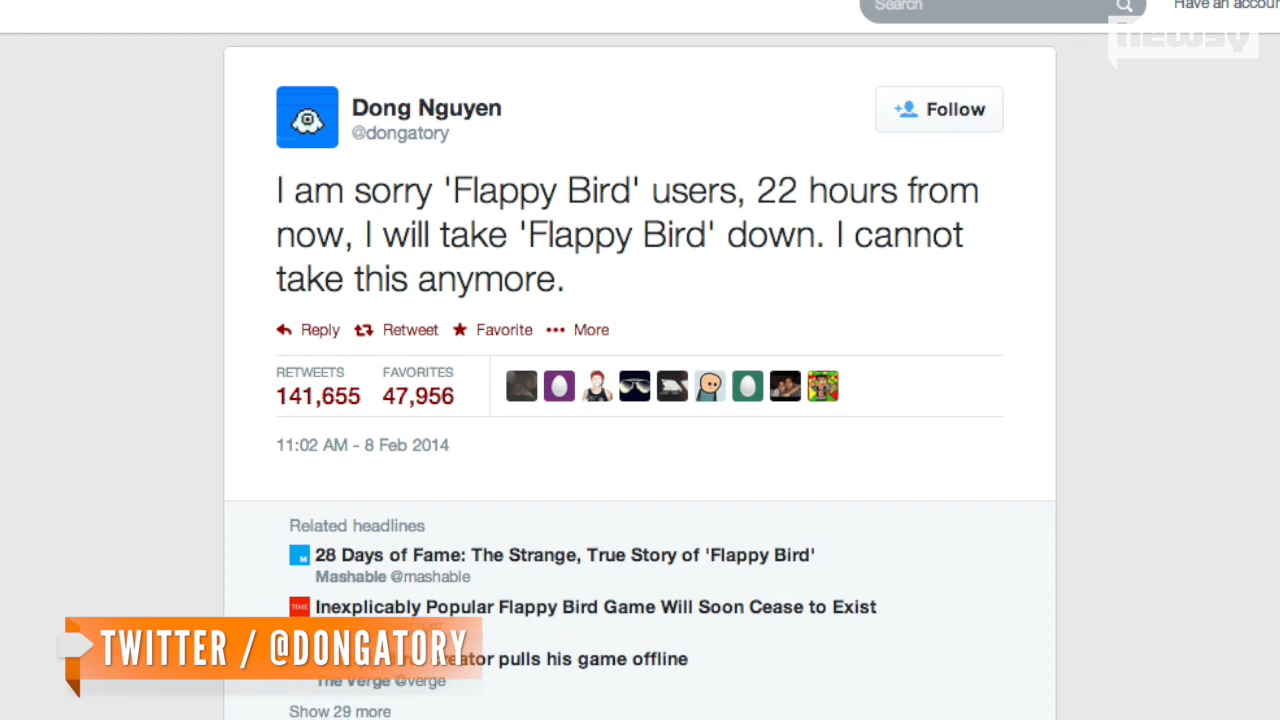 Search
Have an accoun
newsy
Dong Nguyen
@dongatory
Follow
I am sorry 'Flappy Bird' users, 22 hours from
now, I will take 'Flappy Bird' down. I cannot
take this anymore.
Reply Retweet Favorite More
RETWEETS FAVORITES
141,655 47,956
11:02 AM - 8 Feb 2014
Related headlines
28 Days of Fame: The Strange, True Story of 'Flappy Bird'
Mashable @mashable
TIME Inexplicably Popular Flappy Bird Game Will Soon Cease to Exist
pulls his game offline
The Verge @verge
TWITTER / @DONGATORY
Show 29 more